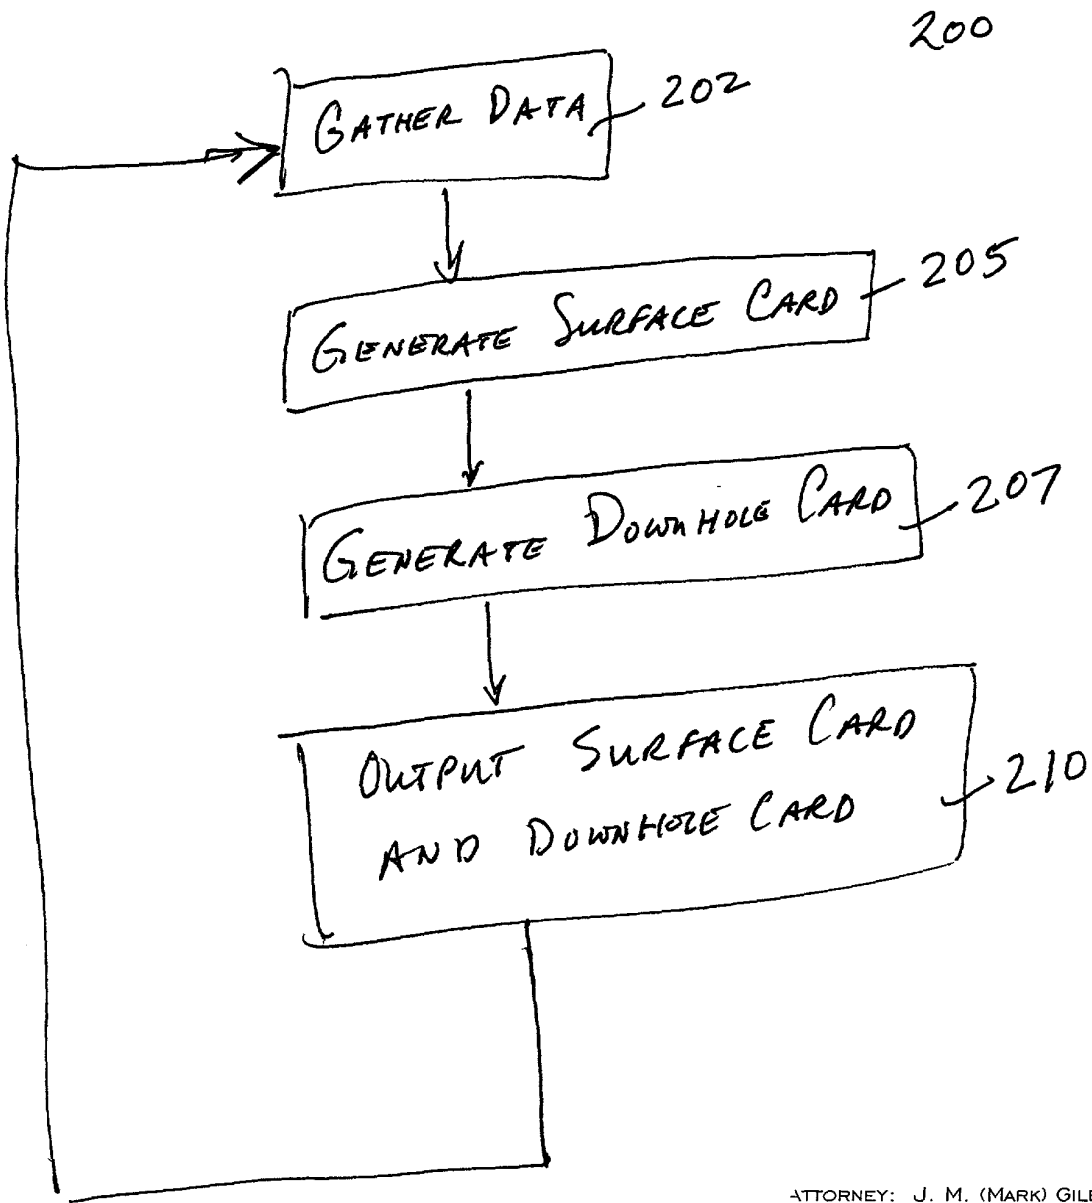 200
GATHER DATA
202
GENERATE SURFACE CARD
205
GENERATE DOWNHOLE CARD
207
OUTPUT SURFACE CARD
AND DOWNHOLE CARD
210
ATTORNEY: J. M. (MARK)